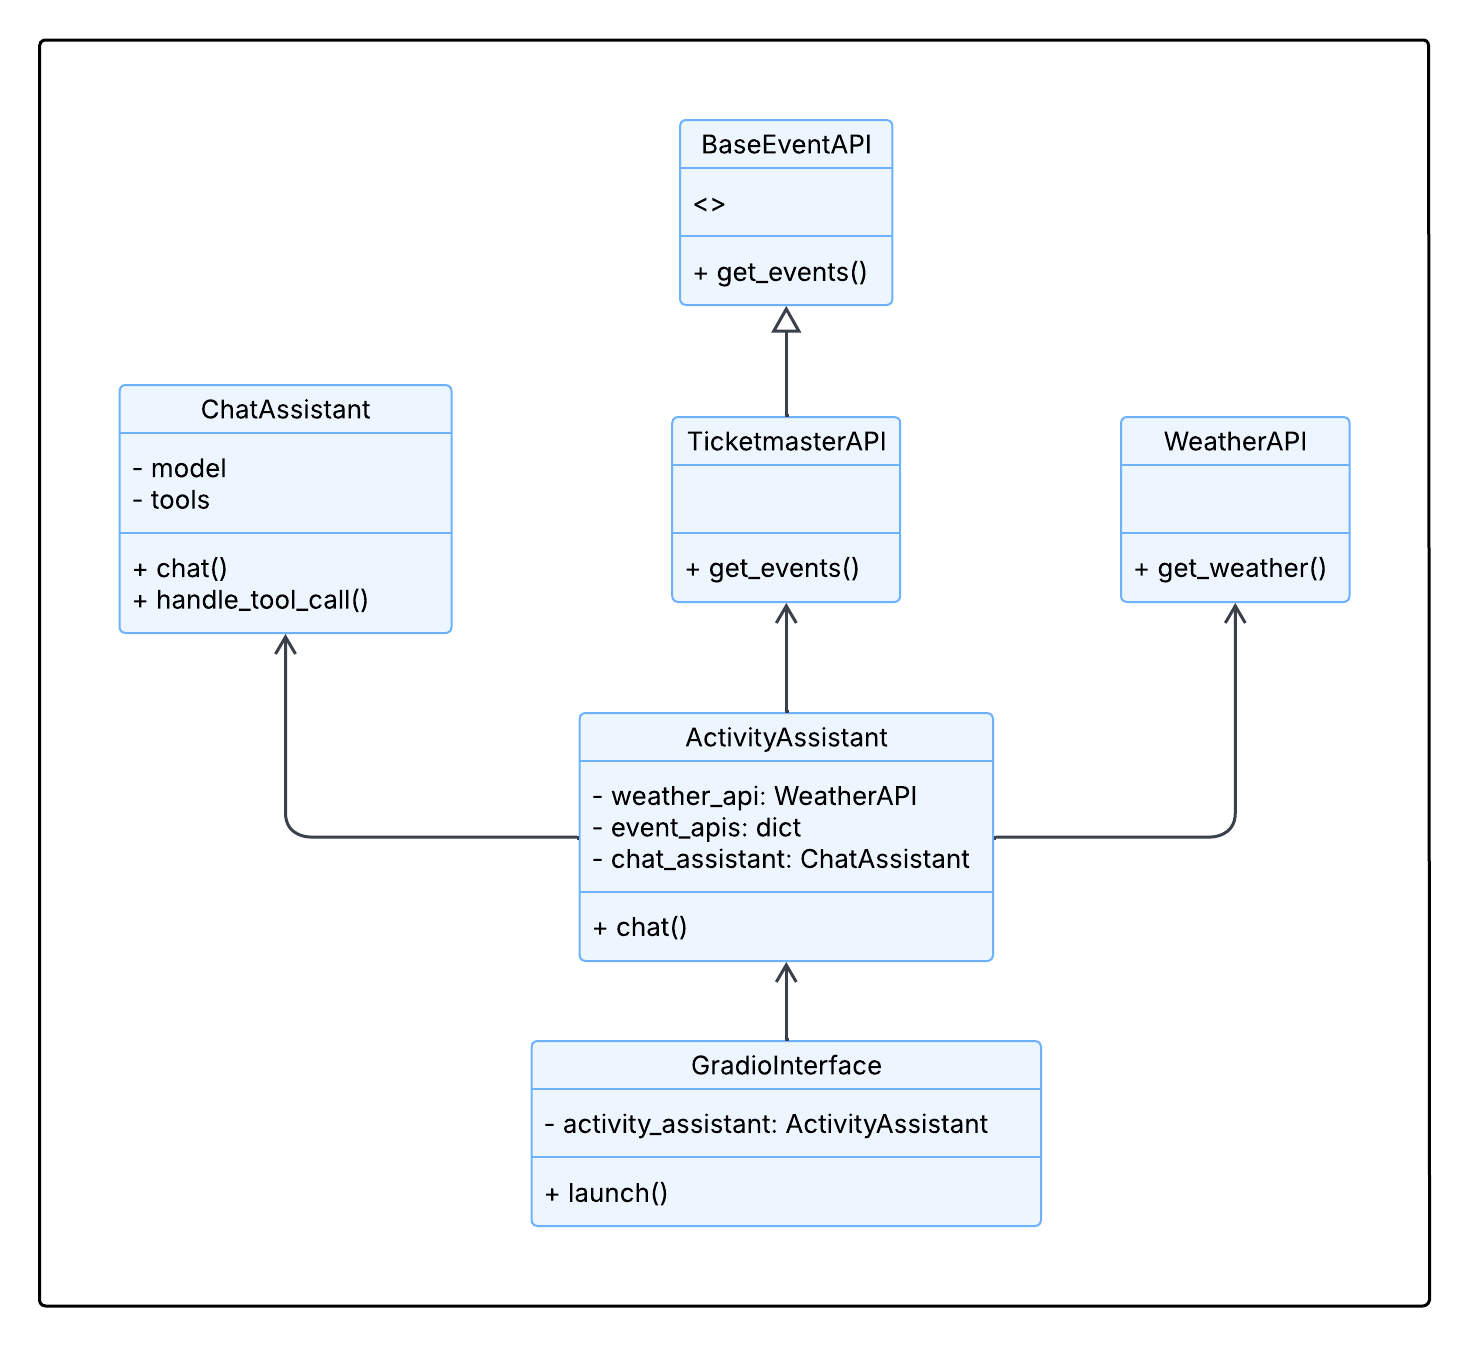 BaseEventAPI
<>
+ get_events()
ChatAssistant
- model
- tools
+ chat()
+ handle_tool_call()
TicketmasterAPI
+ get_events()
WeatherAPI
+ get_weather()
ActivityAssistant
- weather_api: WeatherAPI
- event_apis: dict
- chat_assistant: ChatAssistant
+ chat()
GradioInterface
- activity_assistant: ActivityAssistant
+ launch()